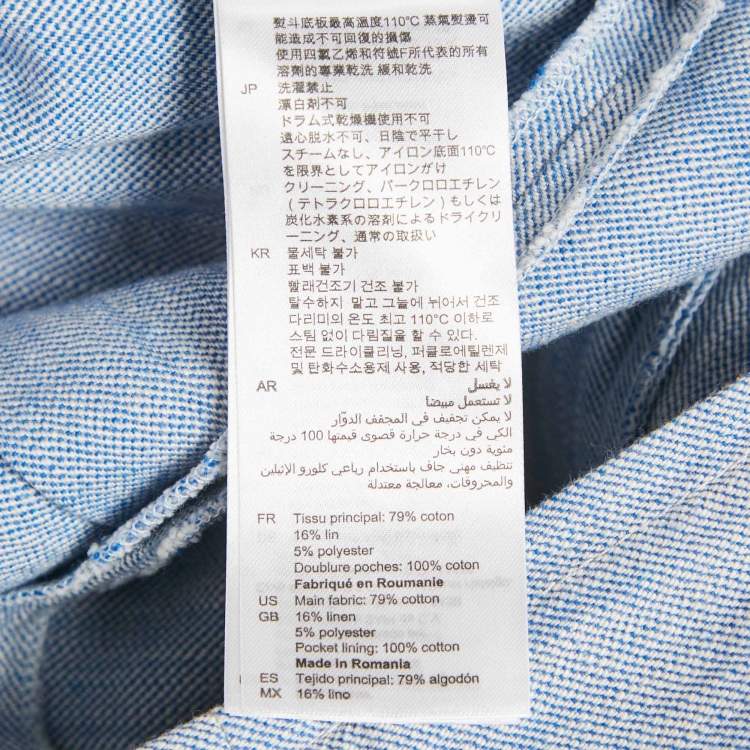 熨斗底板最高溫度110℃ 蒸氣熨燙可
能造成不可回復的損傷
使用四氯乙烯和符號F所代表的所有
溶劑的專業乾洗 緩和乾洗
JP 洗濯禁止
漂白剤不可
ドラム式乾燥機使用不可
遠心脱水不可、日陰で平干し
スチームなし、アイロン底面110℃
を限界としてアイロンがけ
クリーニング、パークロロエチレン
(テトラクロロエチレン) もしくは
炭化水素系の溶剤によるドライクリ
ーニング、通常の取扱い
KR 물세탁 불가
표백 불가
빨래건조기 건조 불가
탈수하지 말고 그늘에 뉘어서 건조
다리미의 온도 최고 110℃ 이하로
스팀 없이 다림질을 할 수 있다.
전문 드라이클리닝, 퍼클로에틸렌제
및 탄화수소용제 사용, 적당한 세탁
AR لا يغسل
لا تستعمل مبيضا
لا يمكن تجفيف في المجفف الدوّار
الكي في درجة حرارة قصوى قيمتها 100 درجة
مئوية دون بخار
تنظيف مهني جاف باستخدام رباعي كلورو الإثيلين
والمحروقات، معالجة معتدلة
FR Tissu principal: 79% coton
16% lin
5% polyester
Doublure poches: 100% coton
Fabriqué en Roumanie
US Main fabric: 79% cotton
GB 16% linen
5% polyester
Pocket lining: 100% cotton
Made in Romania
ES Tejido principal: 79% algodón
MX 16% lino